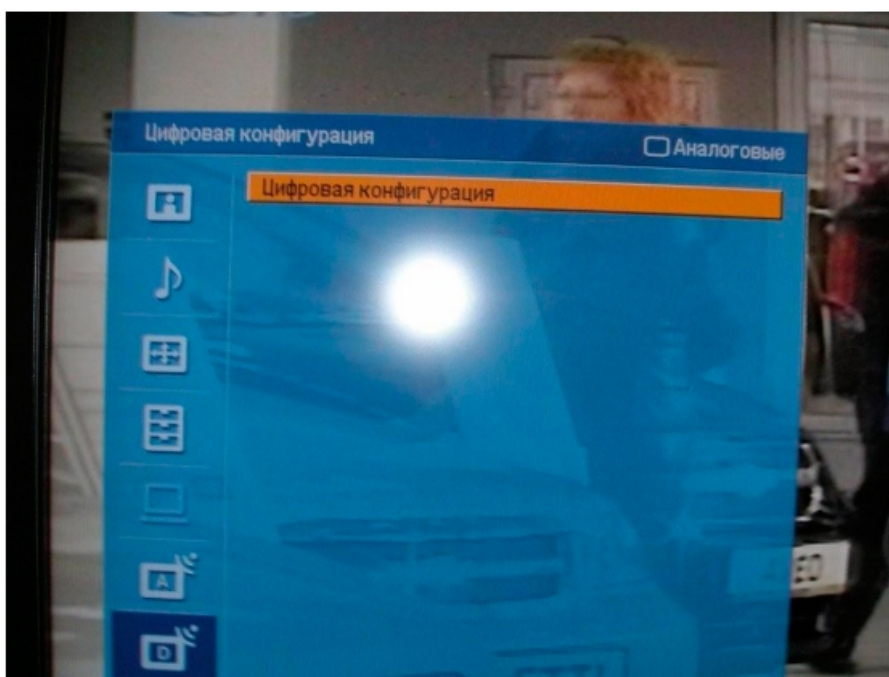 Цифровая конфигурация
Аналоговые
Цифровая конфигурация
A
D